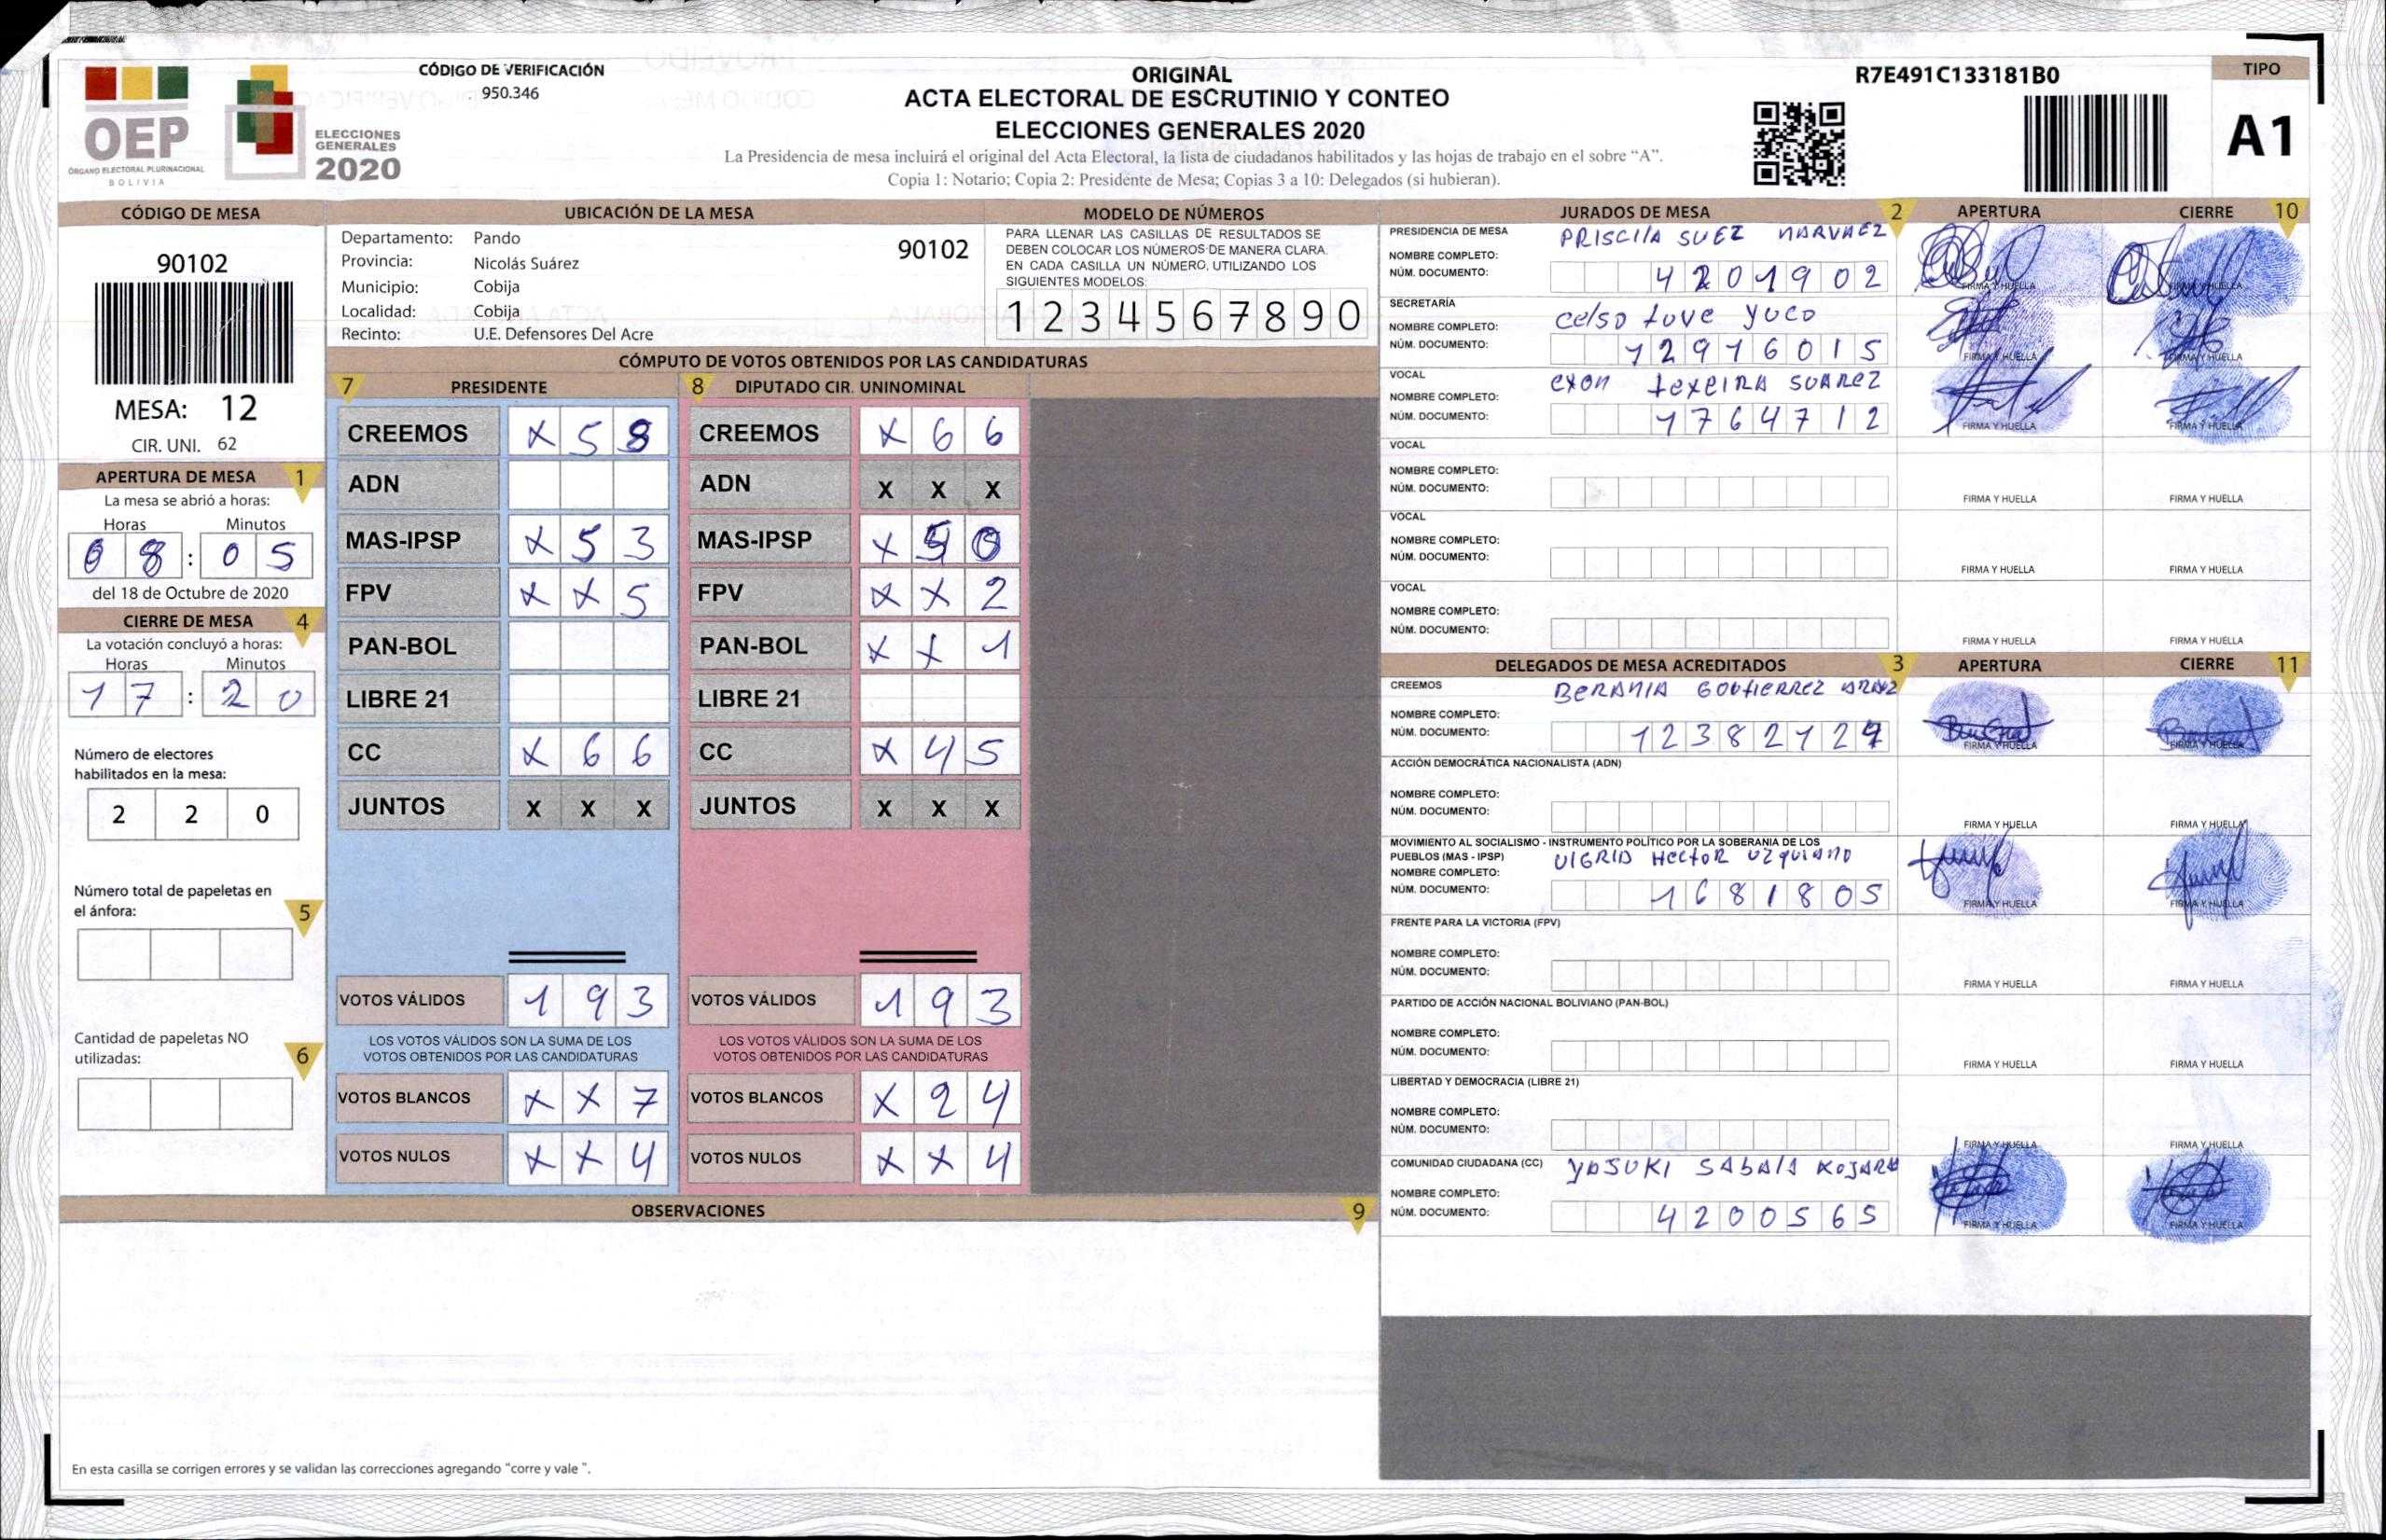 CÓDIGO DE VERIFICACIÓN
950.346
OEP
ÓRGANO ELECTORAL PLURINACIONAL
BOLIVIA
ELECCIONES
GENERALES
2020
ORIGINAL
ACTA ELECTORAL DE ESCRUTINIO Y CONTEO
ELECCIONES GENERALES 2020
La Presidencia de mesa incluirá el original del Acta Electoral, la lista de ciudadanos habilitados y las hojas de trabajo en el sobre “A”.
Copia 1: Notario; Copia 2: Presidente de Mesa; Copias 3 a 10: Delegados (si hubieran).
R7E491C133181B0
TIPO
A1
CÓDIGO DE MESA
90102
MESA: 12
CIR. UNI. 62
APERTURA DE MESA 1
La mesa se abrió a horas:
Horas Minutos
08:05
del 18 de Octubre de 2020
CIERRE DE MESA 4
La votación concluyó a horas:
Horas Minutos
17:20
Número de electores
habilitados en la mesa:
2 2 0
Número total de papeletas en
el ánfora: 5
Cantidad de papeletas NO
utilizadas: 6
UBICACIÓN DE LA MESA
Departamento: Pando 90102
Provincia: Nicolás Suárez
Municipio: Cobija
Localidad: Cobija
Recinto: U.E. Defensores Del Acre
MODELO DE NÚMEROS
PARA LLENAR LAS CASILLAS DE RESULTADOS SE
DEBEN COLOCAR LOS NÚMEROS DE MANERA CLARA.
EN CADA CASILLA UN NÚMERO, UTILIZANDO LOS
SIGUIENTES MODELOS:
1 2 3 4 5 6 7 8 9 0
CÓMPUTO DE VOTOS OBTENIDOS POR LAS CANDIDATURAS
7 PRESIDENTE 8 DIPUTADO CIR. UNINOMINAL
CREEMOS X 5 8 CREEMOS X 6 6
ADN ADN X X X
MAS-IPSP X 5 3 MAS-IPSP X 5 0
FPV X X 5 FPV X X 2
PAN-BOL PAN-BOL X X 1
LIBRE 21 LIBRE 21
CC X 6 6 CC X 4 5
JUNTOS X X X JUNTOS X X X
VOTOS VÁLIDOS 1 9 3 VOTOS VÁLIDOS 1 9 3
LOS VOTOS VÁLIDOS SON LA SUMA DE LOS LOS VOTOS VÁLIDOS SON LA SUMA DE LOS
VOTOS OBTENIDOS POR LAS CANDIDATURAS VOTOS OBTENIDOS POR LAS CANDIDATURAS
VOTOS BLANCOS X X 7 VOTOS BLANCOS X 2 4
VOTOS NULOS X X 4 VOTOS NULOS X X 4
OBSERVACIONES 9
En esta casilla se corrigen errores y se validan las correcciones agregando "corre y vale ".
JURADOS DE MESA 2 APERTURA CIERRE 10
PRESIDENCIA DE MESA PRISCIlA SUEZ NARVAEZ
NOMBRE COMPLETO:
NÚM. DOCUMENTO: 4201902 FIRMA Y HUELLA FIRMA Y HUELLA
SECRETARÍA
NOMBRE COMPLETO: celso tove yuco
NÚM. DOCUMENTO: 12916015 FIRMA Y HUELLA FIRMA Y HUELLA
VOCAL exon texeIRA SUAREZ
NOMBRE COMPLETO:
NÚM. DOCUMENTO: 1764712 FIRMA Y HUELLA FIRMA Y HUELLA
VOCAL
NOMBRE COMPLETO:
NÚM. DOCUMENTO: FIRMA Y HUELLA FIRMA Y HUELLA
VOCAL
NOMBRE COMPLETO:
NÚM. DOCUMENTO: FIRMA Y HUELLA FIRMA Y HUELLA
VOCAL
NOMBRE COMPLETO:
NÚM. DOCUMENTO: FIRMA Y HUELLA FIRMA Y HUELLA
DELEGADOS DE MESA ACREDITADOS 3 APERTURA CIERRE 11
CREEMOS BERANIA GOUtIERREZ
NOMBRE COMPLETO:
NÚM. DOCUMENTO: FIRMA Y HUELLA FIRMA Y HUELLA
ACCIÓN DEMOCRÁTICA NACIONALISTA (ADN)
NOMBRE COMPLETO:
NÚM. DOCUMENTO: FIRMA Y HUELLA FIRMA Y HUELLA
MOVIMIENTO AL SOCIALISMO - INSTRUMENTO POLÍTICO POR LA SOBERANIA DE LOS
PUEBLOS (MAS - IPSP) VIGRID HectOR UZQUIANO
NOMBRE COMPLETO:
NÚM. DOCUMENTO: 1681805 FIRMA Y HUELLA FIRMA Y HUELLA
FRENTE PARA LA VICTORIA (FPV)
NOMBRE COMPLETO:
NÚM. DOCUMENTO: FIRMA Y HUELLA FIRMA Y HUELLA
PARTIDO DE ACCIÓN NACIONAL BOLIVIANO (PAN-BOL)
NOMBRE COMPLETO:
NÚM. DOCUMENTO: FIRMA Y HUELLA FIRMA Y HUELLA
LIBERTAD Y DEMOCRACIA (LIBRE 21)
NOMBRE COMPLETO:
NÚM. DOCUMENTO: FIRMA Y HUELLA FIRMA Y HUELLA
COMUNIDAD CIUDADANA (CC) YASUKI SAbAlA
NOMBRE COMPLETO:
NÚM. DOCUMENTO: 4200565 FIRMA Y HUELLA FIRMA Y HUELLA